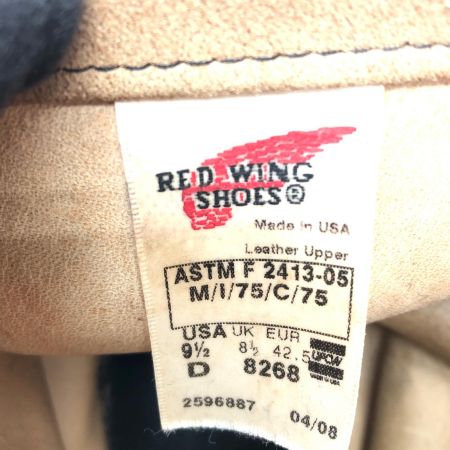 RED WING
SHOES®
Made in USA
Leather Upper
ASTM F 2413-05
M/I/75/C/75
USA UK EUR
9½ 8½ 42.5 UFCW
D 8268
2596887 04/08